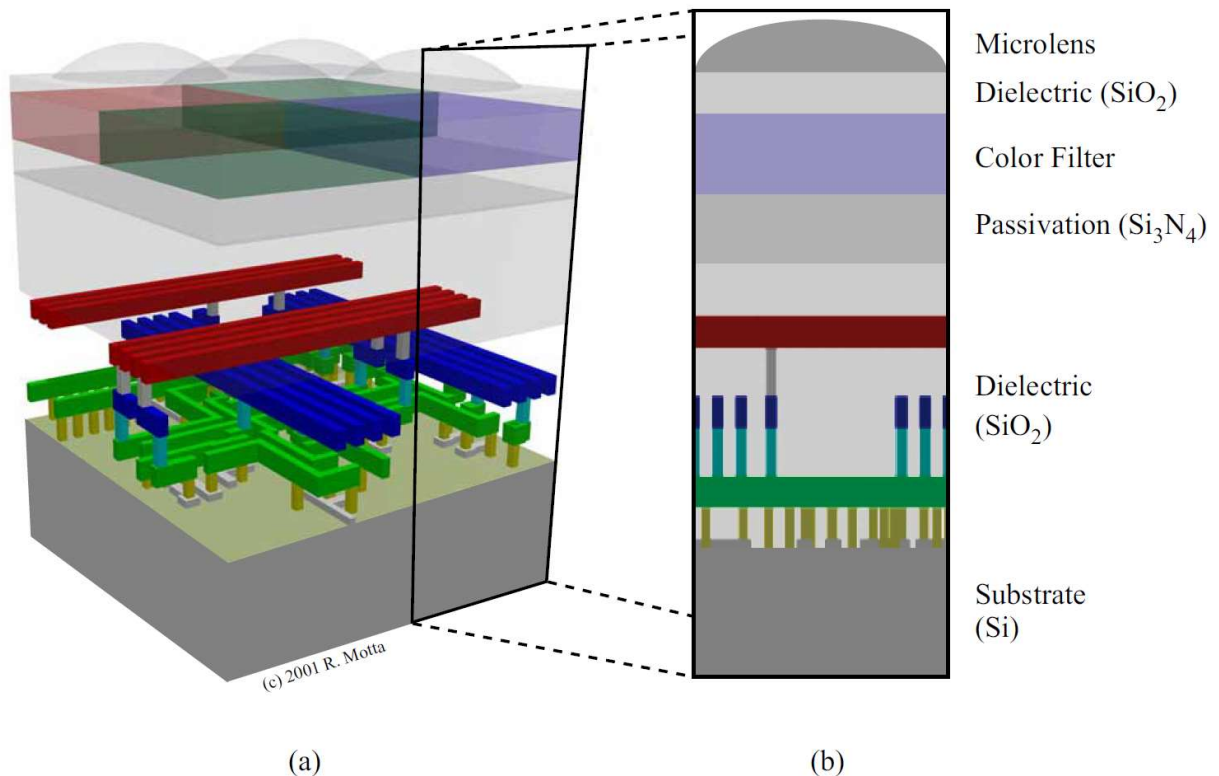 Microlens
Dielectric (SiO2)
Color Filter
Passivation (Si3N4)
Dielectric
(SiO2)
Substrate
(Si)
(c) 2001 R. Motta
(a)
(b)